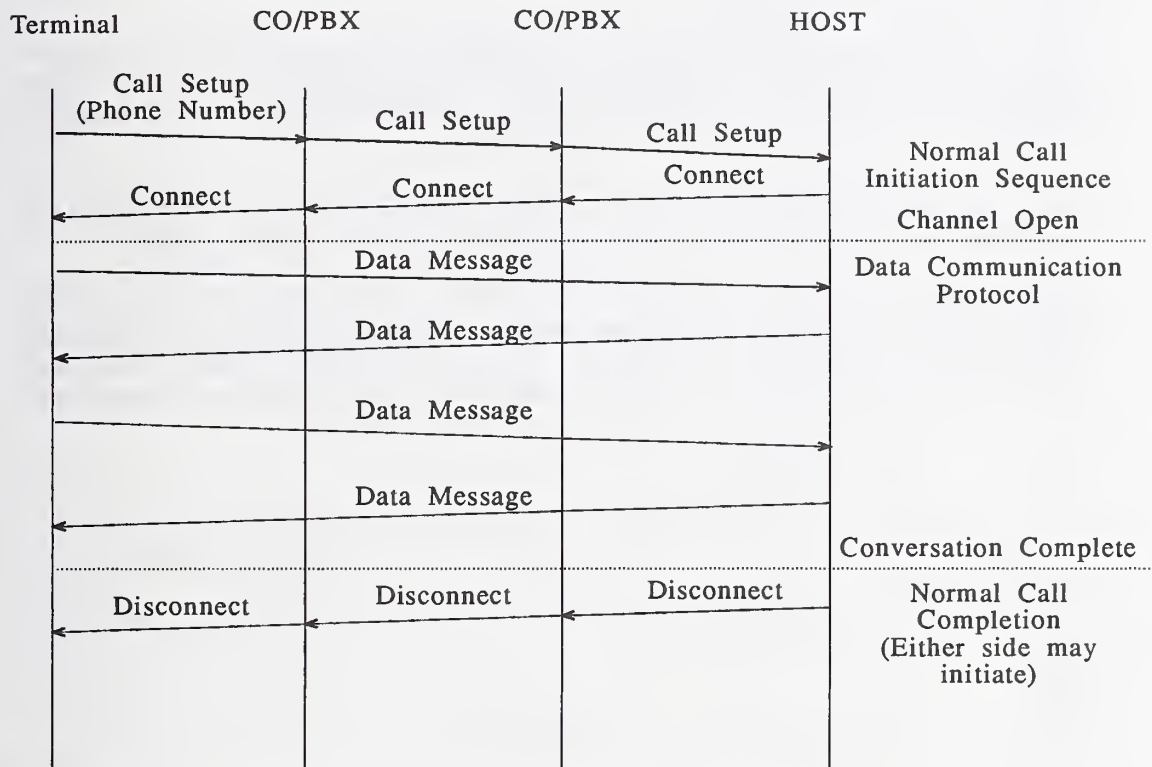 Terminal CO/PBX CO/PBX HOST
Call Setup
(Phone Number)
Call Setup
Call Setup
Normal Call
Initiation Sequence
Connect
Connect
Connect
Channel Open
Data Message
Data Communication
Protocol
Data Message
Data Message
Data Message
Conversation Complete
Disconnect
Disconnect
Disconnect
Normal Call
Completion
(Either side may
initiate)